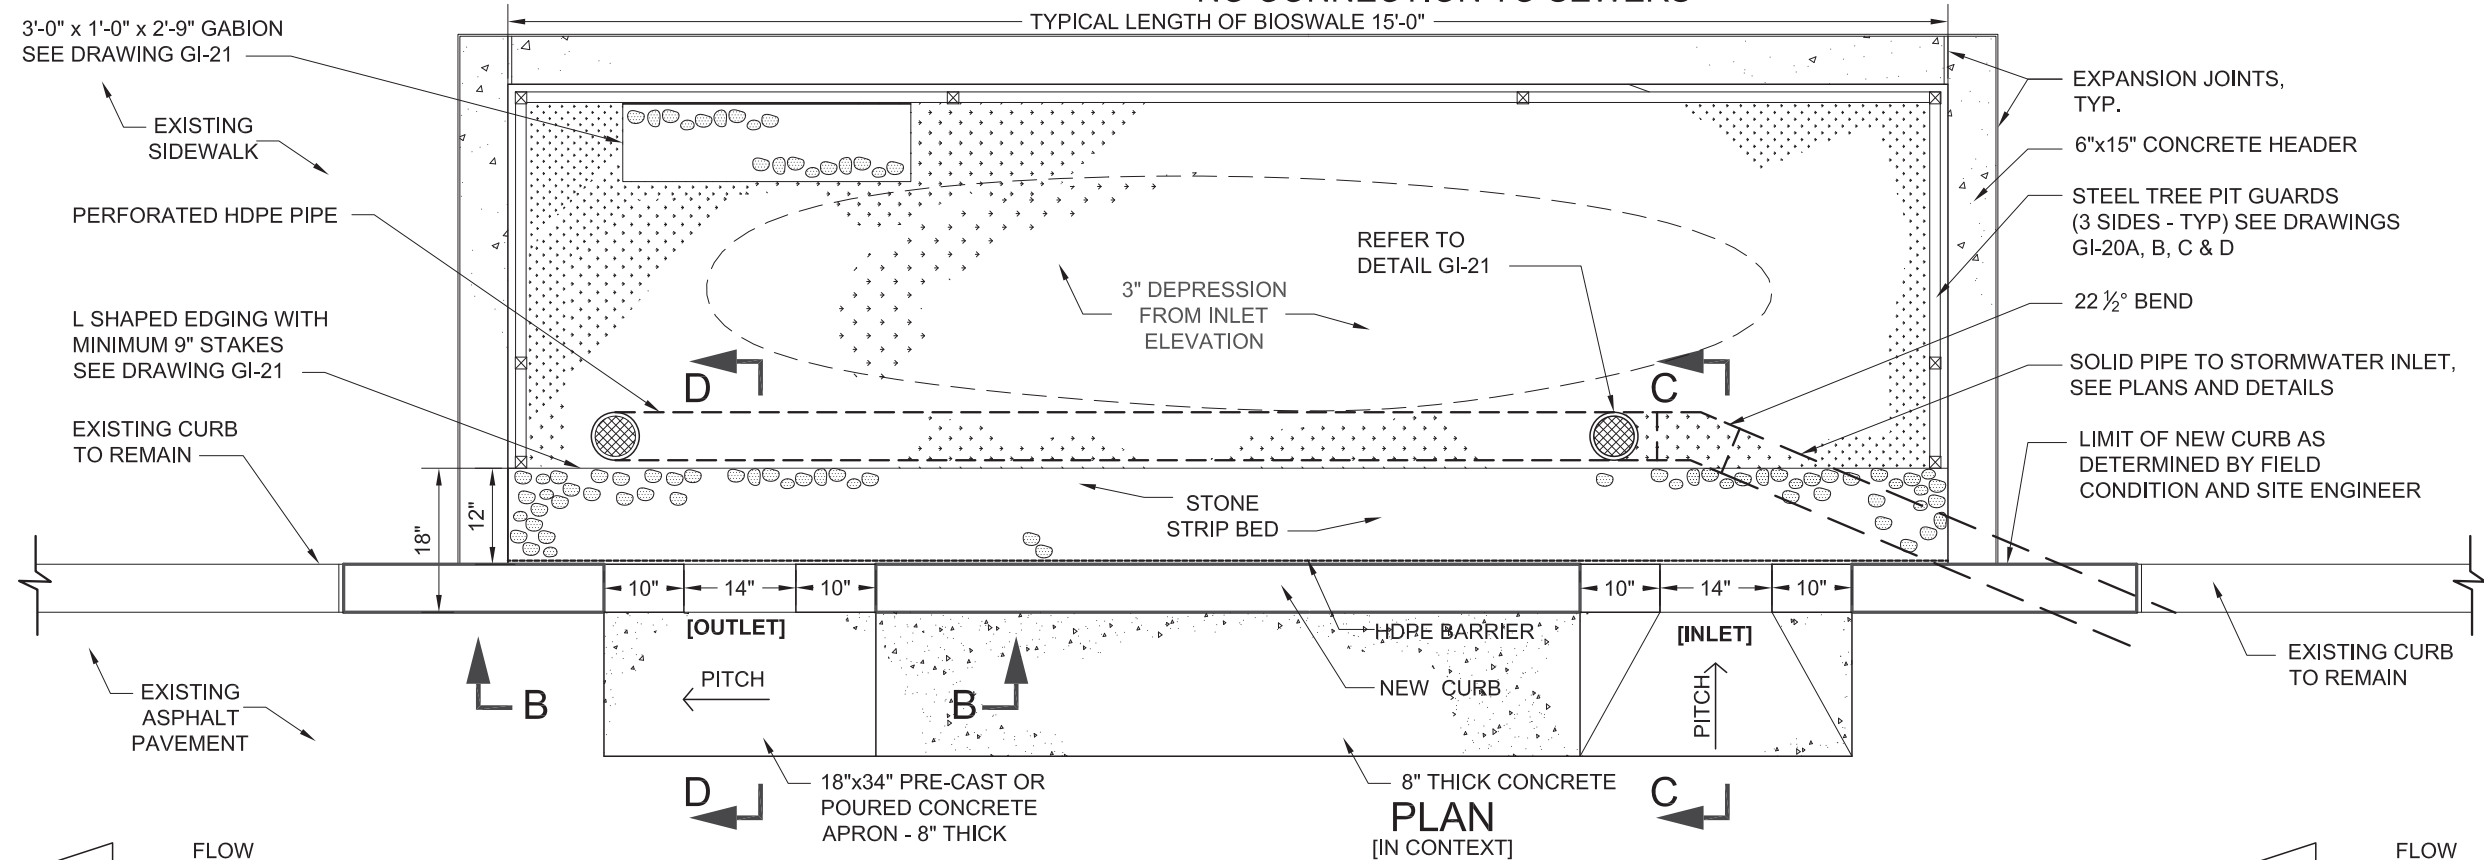 TYPICAL LENGTH OF BIOSWALE 15'-0"
3'-0" x 1'-0" x 2'-9" GABION
SEE DRAWING GI-21
EXISTING
SIDEWALK
PERFORATED HDPE PIPE
L SHAPED EDGING WITH
MINIMUM 9" STAKES
SEE DRAWING GI-21
EXISTING CURB
TO REMAIN
18"
12"
EXPANSION JOINTS,
TYP.
6"x15" CONCRETE HEADER
STEEL TREE PIT GUARDS
(3 SIDES - TYP) SEE DRAWINGS
GI-20A, B, C & D
22 ½° BEND
SOLID PIPE TO STORMWATER INLET,
SEE PLANS AND DETAILS
LIMIT OF NEW CURB AS
DETERMINED BY FIELD
CONDITION AND SITE ENGINEER
REFER TO
DETAIL GI-21
3" DEPRESSION
FROM INLET
ELEVATION
D
C
STONE
STRIP BED
10"
14"
10"
10"
14"
10"
[OUTLET]
HDPE BARRIER
[INLET]
PITCH
NEW CURB
PITCH
B
B
EXISTING
ASPHALT
PAVEMENT
EXISTING CURB
TO REMAIN
D
18"x34" PRE-CAST OR
POURED CONCRETE
APRON - 8" THICK
8" THICK CONCRETE
C
PLAN
[IN CONTEXT]
FLOW
FLOW